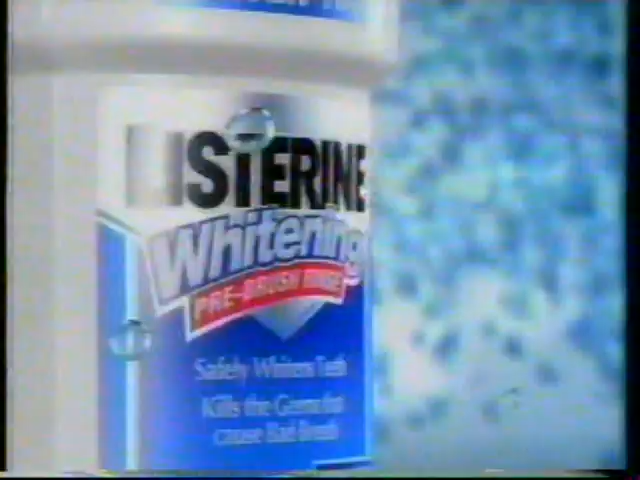 LISTERINE
Whitening
PRE-BRUSH RINSE
Safely Whitens Teeth
Kills the Germs that
cause Bad Breath